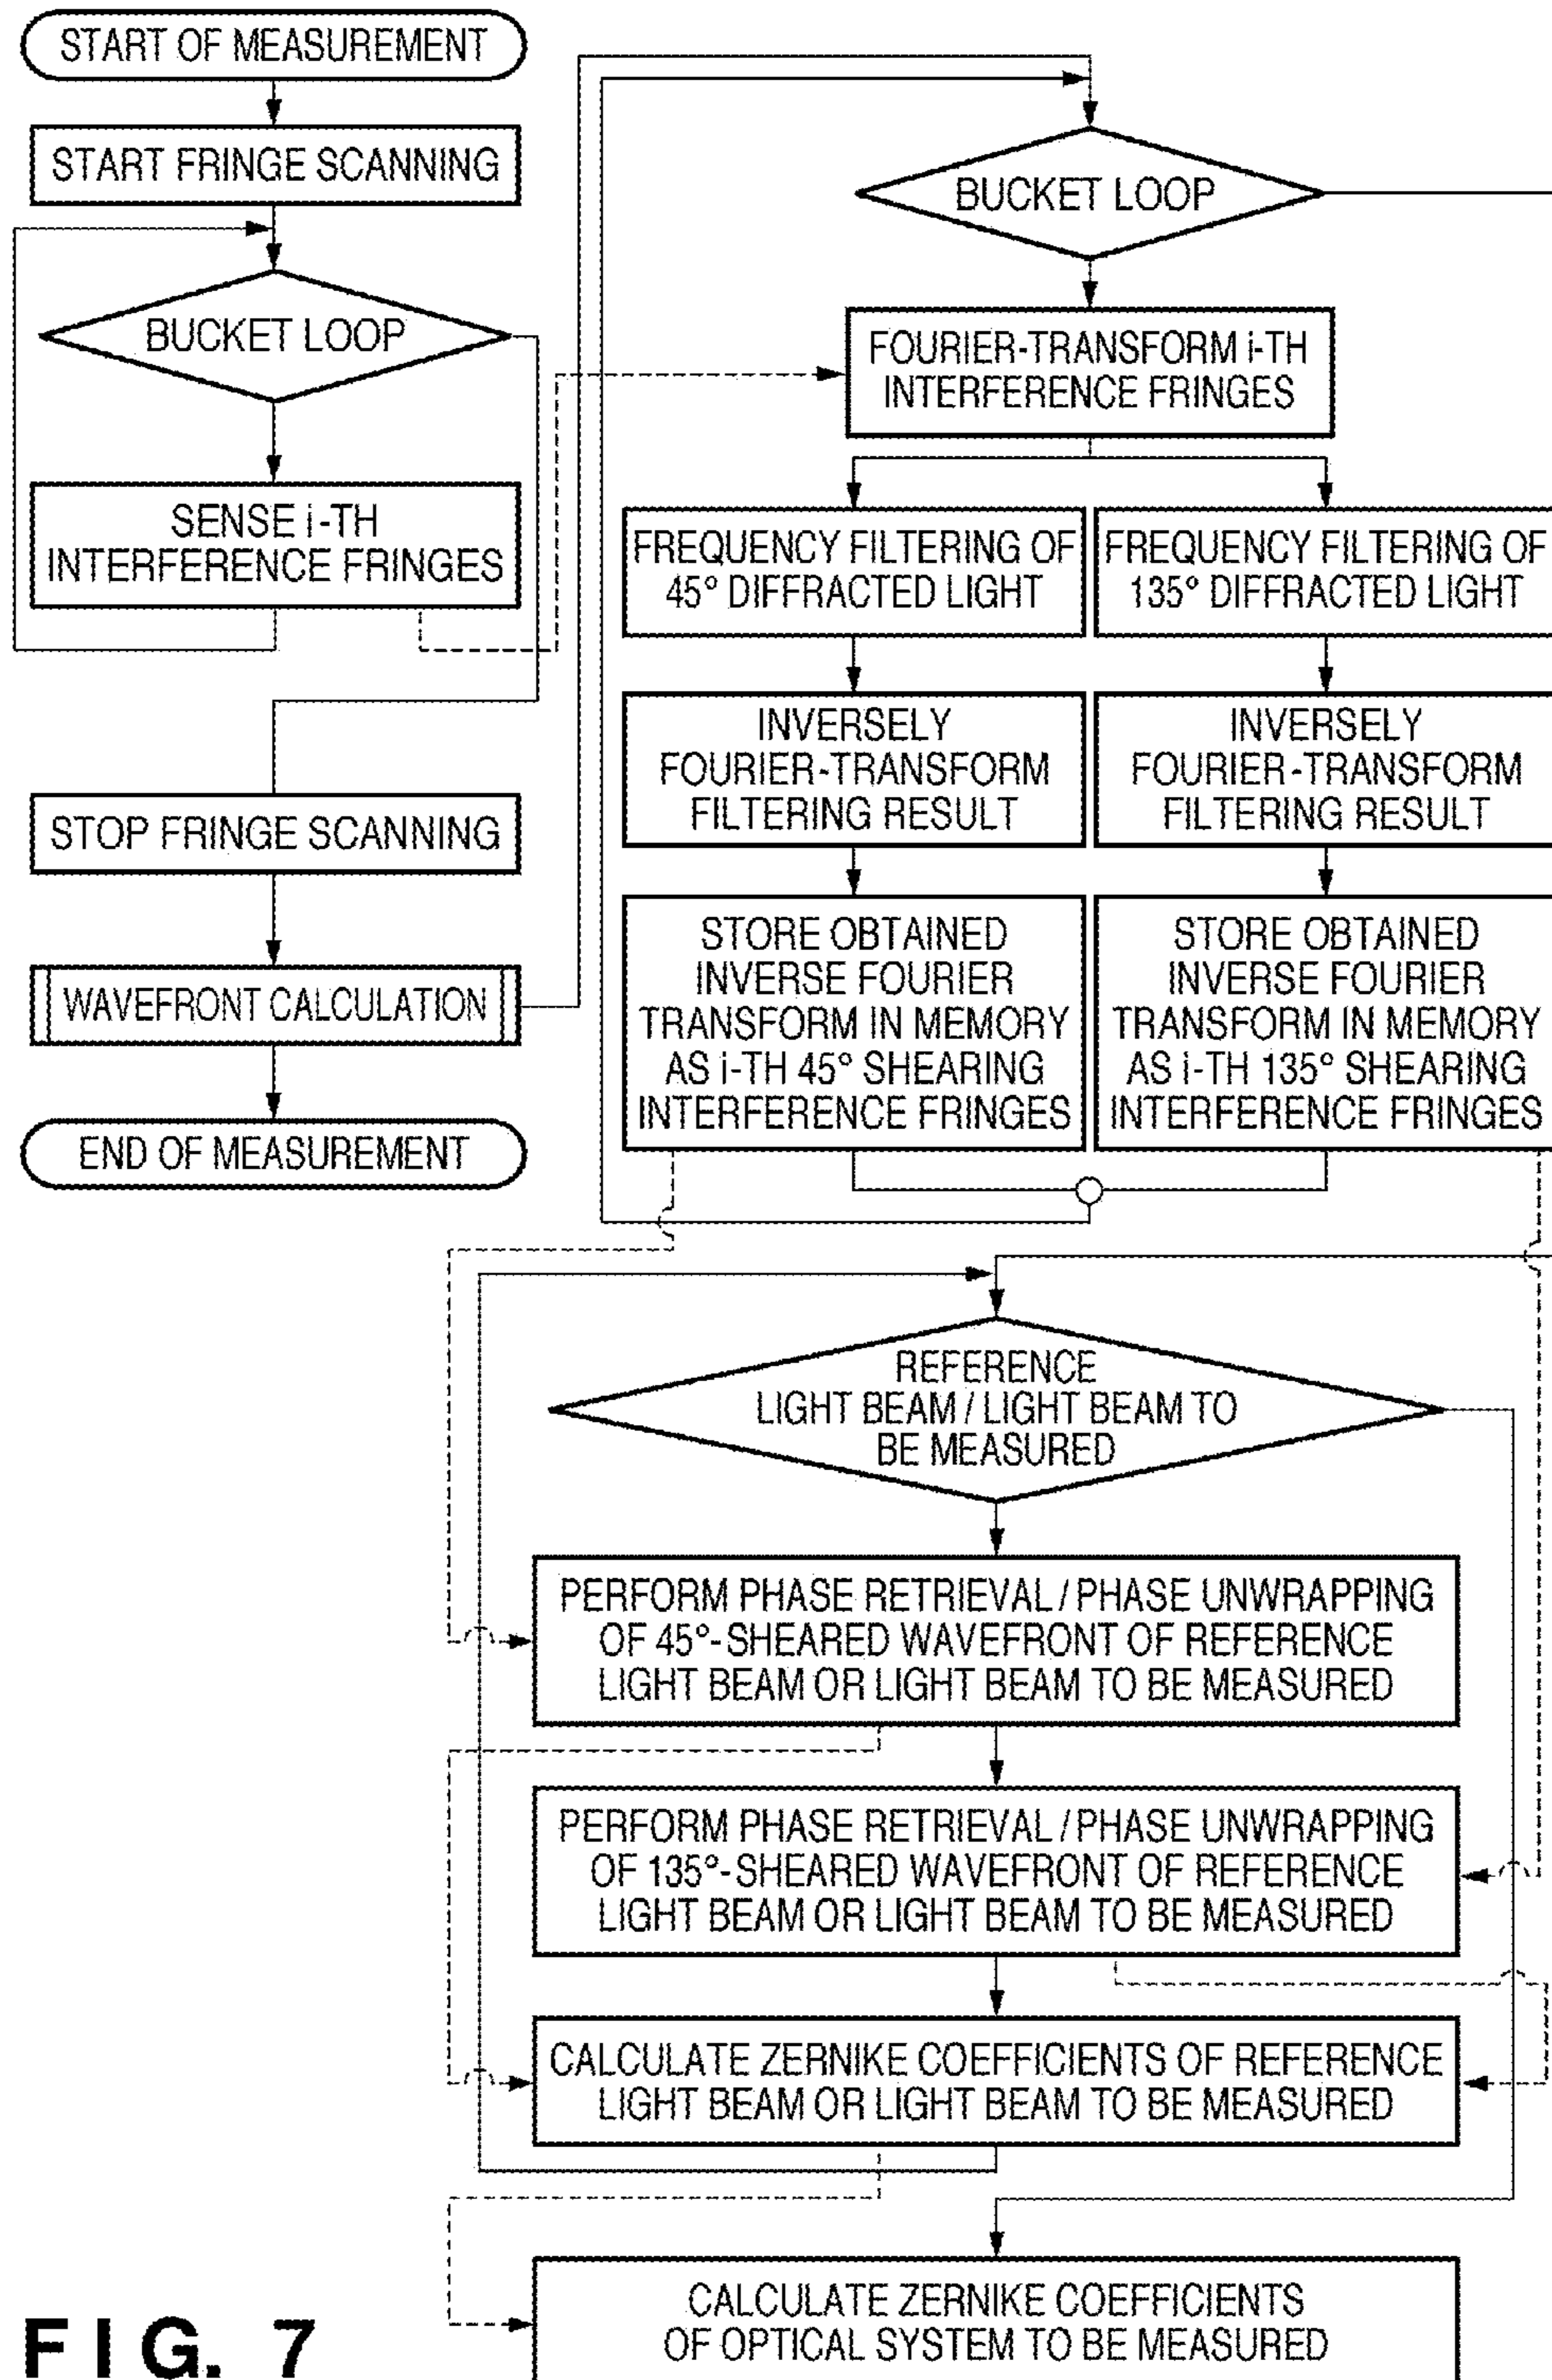 START OF MEASUREMENT
START FRINGE SCANNING
BUCKET LOOP
SENSE i-TH
INTERFERENCE FRINGES
STOP FRINGE SCANNING
WAVEFRONT CALCULATION
END OF MEASUREMENT
BUCKET LOOP
FOURIER-TRANSFORM i-TH
INTERFERENCE FRINGES
FREQUENCY FILTERING OF
45° DIFFRACTED LIGHT
INVERSELY
FOURIER-TRANSFORM
FILTERING RESULT
STORE OBTAINED
INVERSE FOURIER
TRANSFORM IN MEMORY
AS i-TH 45° SHEARING
INTERFERENCE FRINGES
FREQUENCY FILTERING OF
135° DIFFRACTED LIGHT
INVERSELY
FOURIER-TRANSFORM
FILTERING RESULT
STORE OBTAINED
INVERSE FOURIER
TRANSFORM IN MEMORY
AS i-TH 135° SHEARING
INTERFERENCE FRINGES
REFERENCE
LIGHT BEAM / LIGHT BEAM TO
BE MEASURED
PERFORM PHASE RETRIEVAL / PHASE UNWRAPPING
OF 45°-SHEARED WAVEFRONT OF REFERENCE
LIGHT BEAM OR LIGHT BEAM TO BE MEASURED
PERFORM PHASE RETRIEVAL / PHASE UNWRAPPING
OF 135°-SHEARED WAVEFRONT OF REFERENCE
LIGHT BEAM OR LIGHT BEAM TO BE MEASURED
CALCULATE ZERNIKE COEFFICIENTS OF REFERENCE
LIGHT BEAM OR LIGHT BEAM TO BE MEASURED
CALCULATE ZERNIKE COEFFICIENTS
OF OPTICAL SYSTEM TO BE MEASURED
FIG. 7